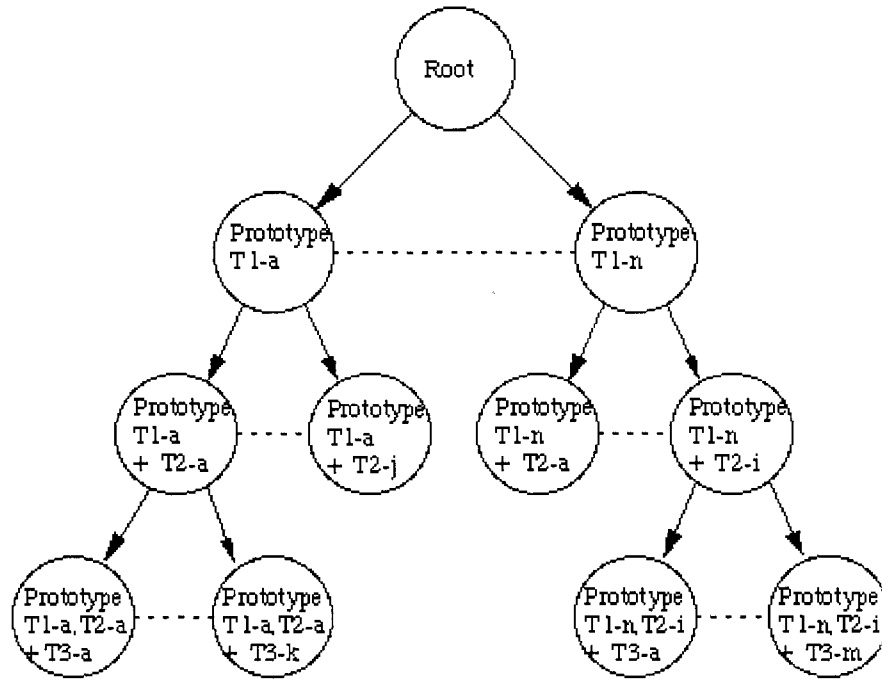 Root
Prototype
T1-a
Prototype
T1-n
Prototype
T1-a
+ T2-a
Prototype
T1-a
+ T2-j
Prototype
T1-n
+ T2-a
Prototype
T1-n
+ T2-i
Prototype
T1-a, T2-a
+ T3-a
Prototype
T1-a, T2-a
+ T3-k
Prototype
T1-n, T2-i
+ T3-a
Prototype
T1-n, T2-i
+ T3-m